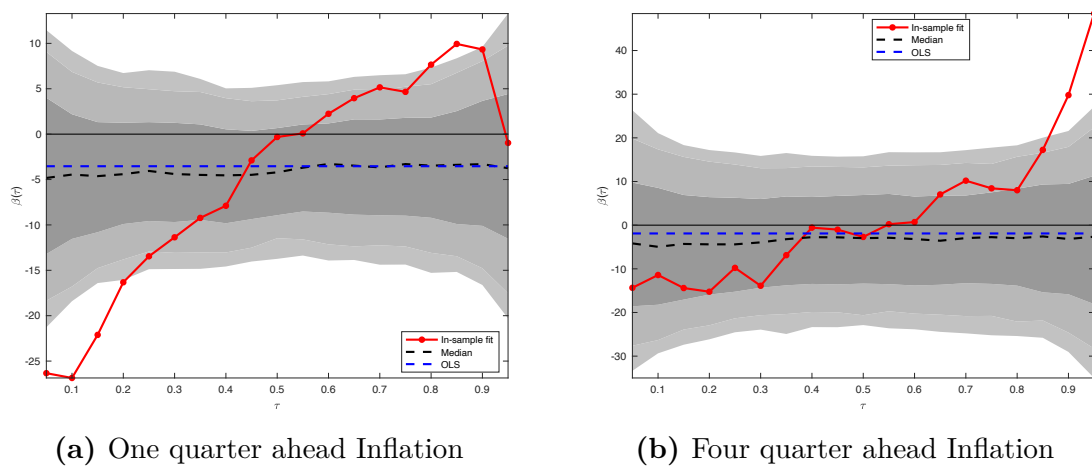 10
5
0
-5
-10
-15
-20
-25
β(τ)
0.1 0.2 0.3 0.4 0.5 0.6 0.7 0.8 0.9
τ
In-sample fit
Median
OLS
(a) One quarter ahead Inflation
40
30
20
10
0
-10
-20
-30
β(τ)
0.1 0.2 0.3 0.4 0.5 0.6 0.7 0.8 0.9
τ
In-sample fit
Median
OLS
(b) Four quarter ahead Inflation